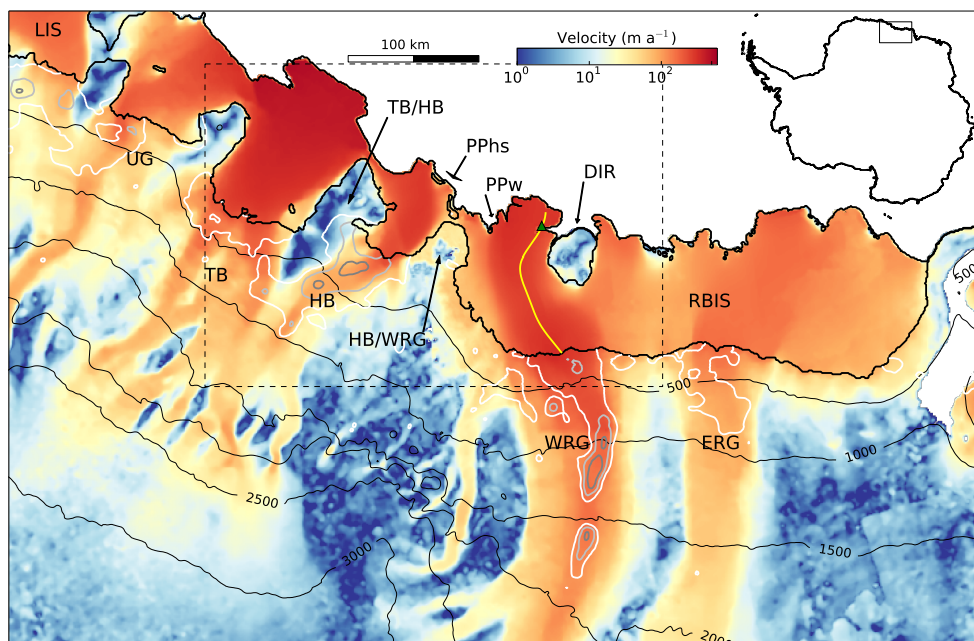 LIS
100 km
Velocity (m a⁻¹)
10⁰ 10¹ 10²
TB/HB
PPhs
UG
PPw
DIR
TB
HB
RBIS
500
HB/WRG
500
WRG
ERG
1000
2500
3000
1500
2000